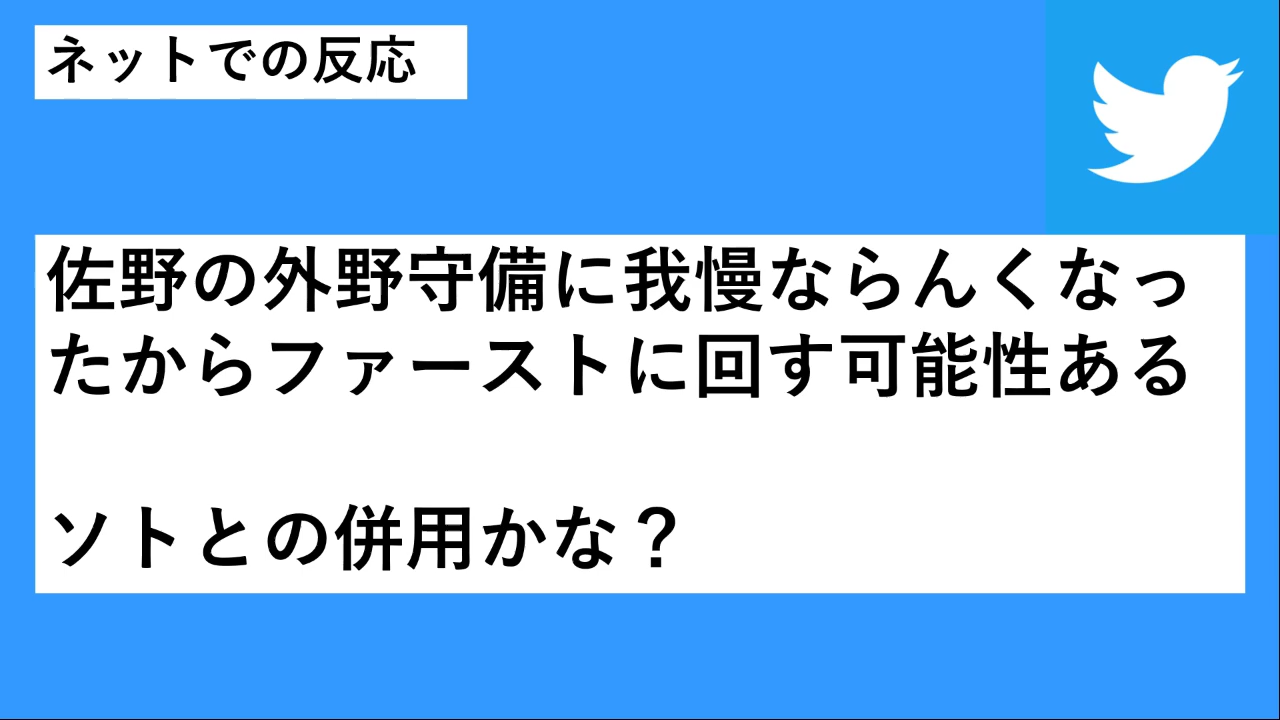 ネットでの反応
佐野の外野守備に我慢ならんくなっ
たからファーストに回す可能性ある
ソトとの併用かな？